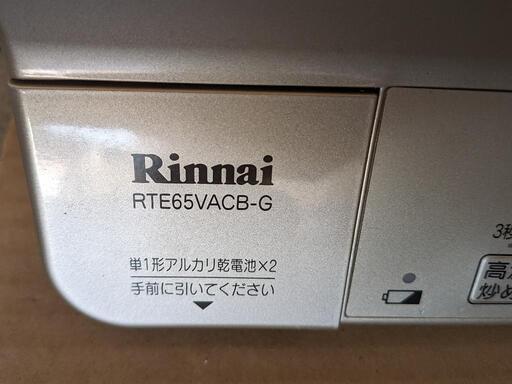 Rinnai
RTE65VACB-G
単1形アルカリ乾電池×2
手前に引いてください
3秒
高
炒め